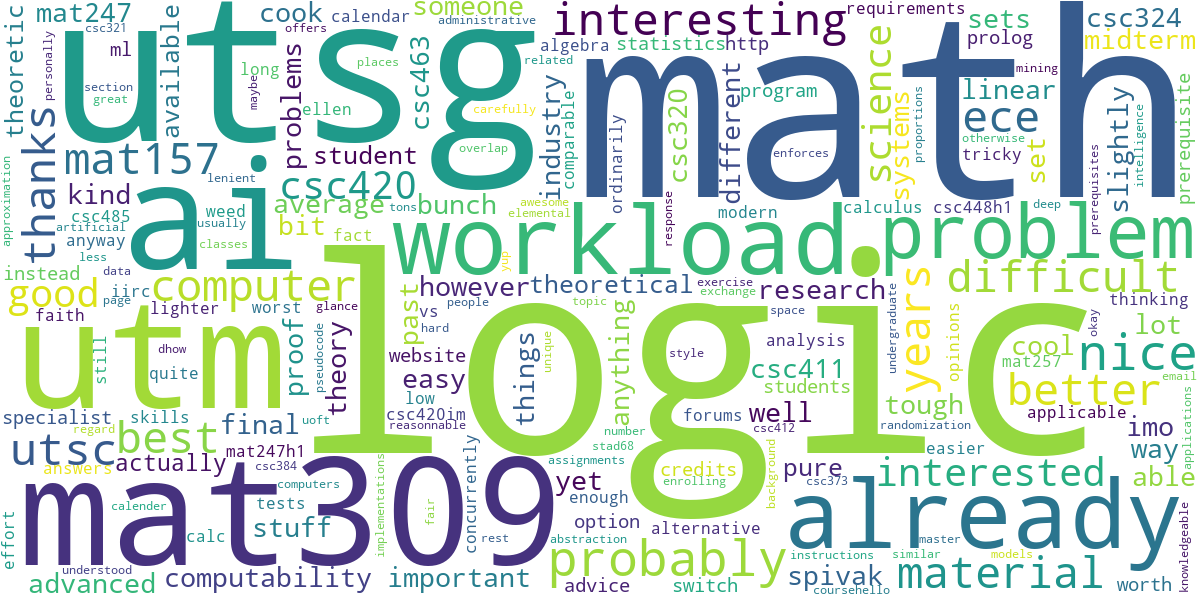 mat247
csc321
ml
cook
calendar
someone
administrative
offers
personally
theoretic
section
great
long
places
maybe
available
utsg
problems
ellen
csc463
carefully
overlap
interesting
algebra
statistics
http
related
requirements
sets
prolog
csc324
midterm
mining
linear
science
program
math
industry
comparable
different
ordinarily
csc320
enforces
systems
proportions
ece
tricky
otherwise
set
intelligence
slightly
prerequisite
prerequisites
thanks
mat157
lenient
student
csc420
kind
ai
average
tons
bunch
awesome
elemental
response
modern
calculus
csc448h1
deep
approximation
csc485
artificial
weed
usually
anyway
classes
less
bit
fact
workload
problem
instead
data
page
iirc
computer
good
faith
lighter
worst
glance
however
theoretical
yup
people
vs
hard
topic
exercise
exchange
research
space
analysis
years
undergraduate
difficult
opinions
thinking
okay
lot
cool
nice
mat257
email
utm
still
dhow
quite
proof
pseudocode
theory
past
website
easy
low
csc420im
reasonnable
things
unique
anything
style
logic
csc411
students
forums
well
tough
better
applicable
randomization
specialist
skills
uoft
final
utsc
best
regard
answers
actually
mat247h1
csc384
computers
number
stad68
assignments
csc412
credits
enrolling
background
pure
csc373
interested
easier
imo
way
able
applications
effort
mat309
calender
calc
tests
stuff
implementations
fair
concurrently
rest
yet
enough
option
abstraction
alternative
probably
already
instructions
similar
master
models
knowledgeable
understood
advanced
computability
important
advice
switch
spivak
coursehello
material
worth